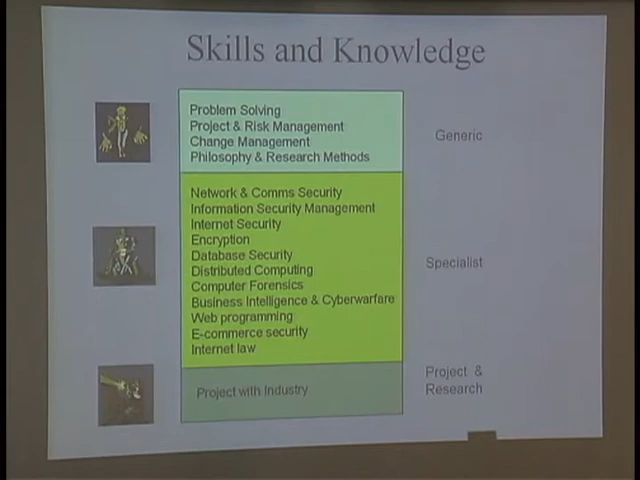 Skills and Knowledge
Problem Solving
Project & Risk Management
Change Management
Philosophy & Research Methods
Generic
Network & Comms Security
Information Security Management
Internet Security
Encryption
Database Security
Distributed Computing
Computer Forensics
Business Intelligence & Cyberwarfare
Web programming
E-commerce security
Internet law
Specialist
Project with Industry
Project &
Research